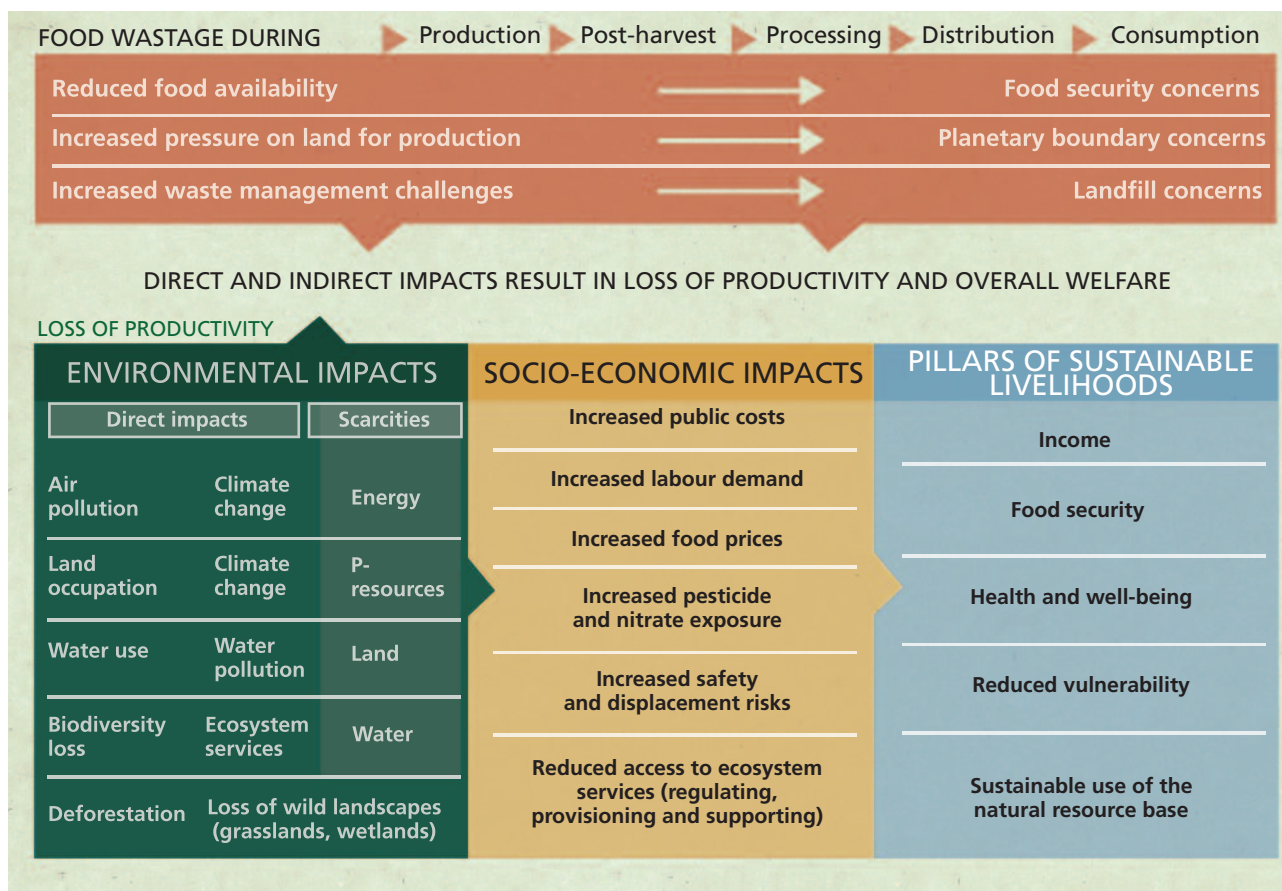 FOOD WASTAGE DURING Production Post-harvest Processing Distribution Consumption
Reduced food availability Food security concerns
Increased pressure on land for production Planetary boundary concerns
Increased waste management challenges Landfill concerns
DIRECT AND INDIRECT IMPACTS RESULT IN LOSS OF PRODUCTIVITY AND OVERALL WELFARE
LOSS OF PRODUCTIVITY
ENVIRONMENTAL IMPACTS
Direct impacts Scarcities
Air
pollution
Climate
change
Energy
Land
occupation
Climate
change
P-
resources
Water use
Water
pollution
Land
Biodiversity
loss
Ecosystem
services
Water
Deforestation
Loss of wild landscapes
(grasslands, wetlands)
SOCIO-ECONOMIC IMPACTS
Increased public costs
Increased labour demand
Increased food prices
Increased pesticide
and nitrate exposure
Increased safety
and displacement risks
Reduced access to ecosystem
services (regulating,
provisioning and supporting)
PILLARS OF SUSTAINABLE
LIVELIHOODS
Income
Food security
Health and well-being
Reduced vulnerability
Sustainable use of the
natural resource base